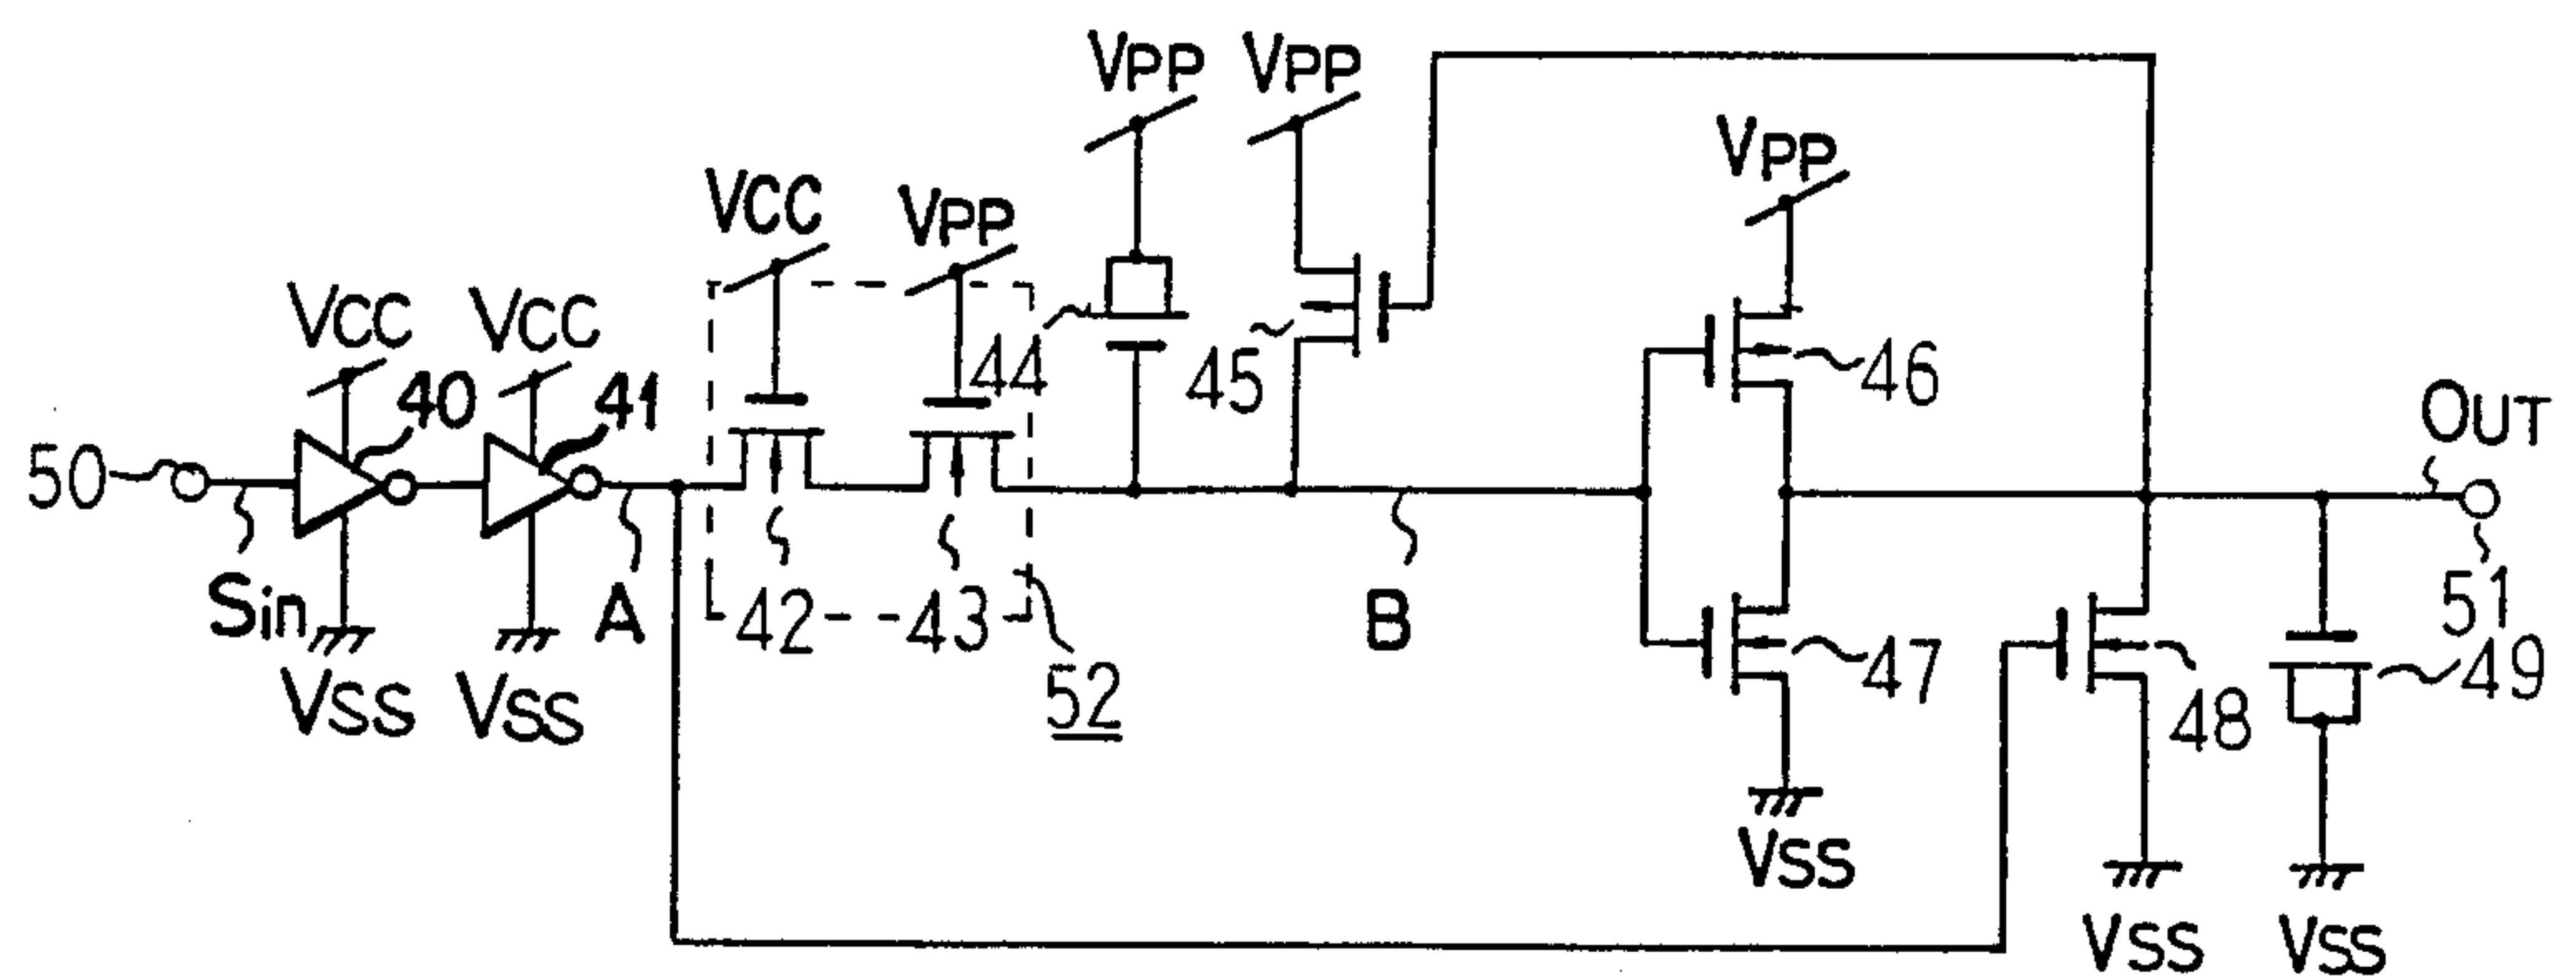 VPP VPP
VPP
VCC VPP
VCC VCC
40 41 44 45 46
50 OUT
Sin A 42 43 B 51
52 47 48 49
VSS VSS
VSS
VSS VSS